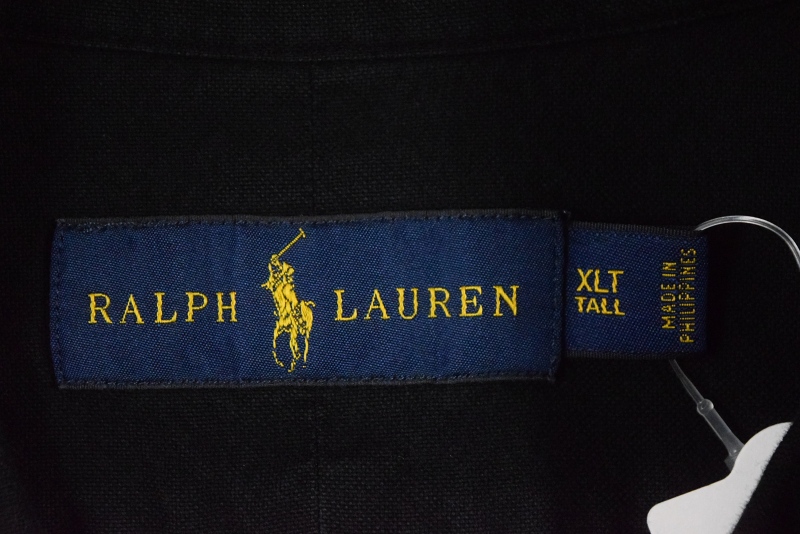 RALPH LAUREN
XLT
TALL
MADE IN
PHILIPPINES